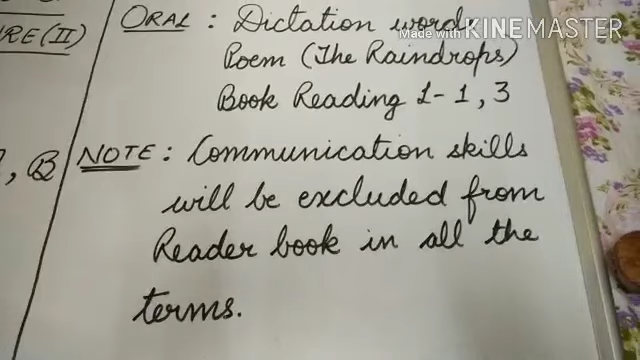 RE(II)
ORAL : Dictation words
Made with KINEMASTER
Poem (The Raindrops)
Book Reading L-1, 3
, B
NOTE : Communication skills
will be excluded from
Reader book in all the
terms.